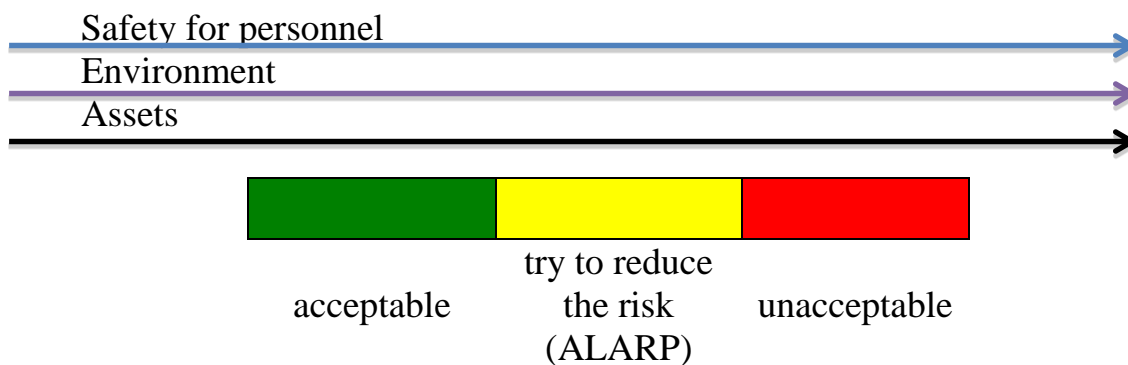 Safety for personnel
Environment
Assets
acceptable
try to reduce
the risk
(ALARP)
unacceptable